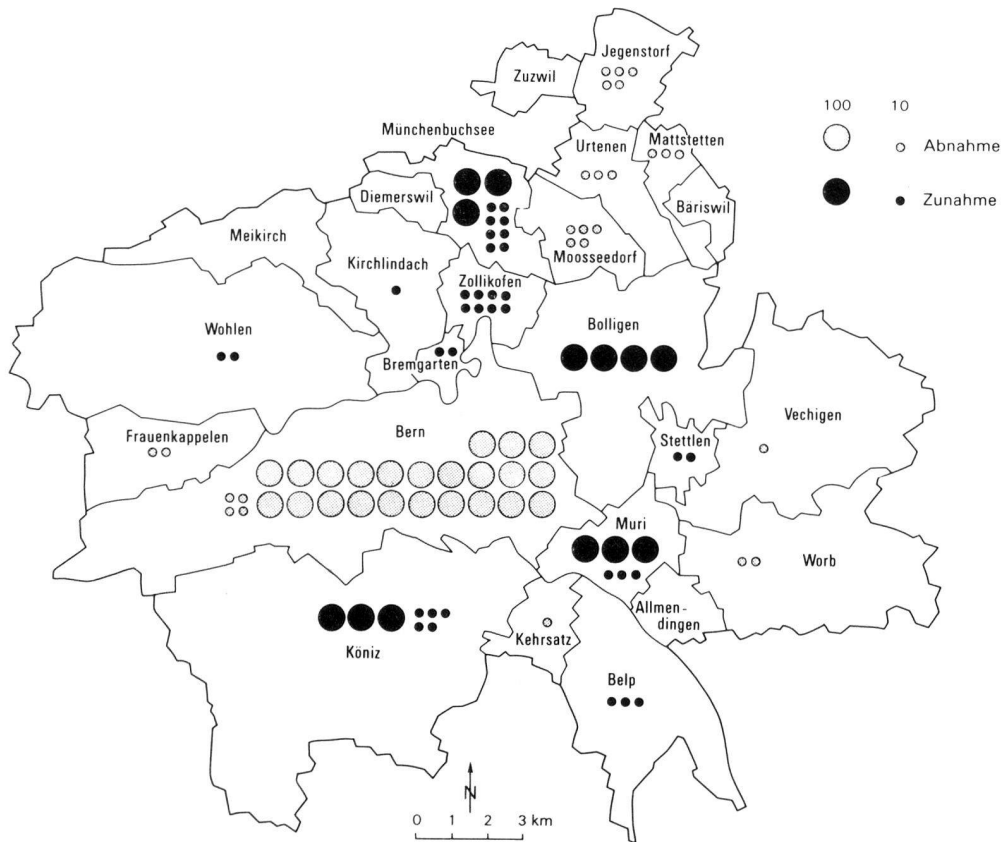 Jegenstorf
Zuzwil
100 10
Münchenbuchsee
Urtenen
Mattstetten
Abnahme
Diemerswil
Bäriswil
Zunahme
Meikirch
Moosseedorf
Kirchlindach
Zollikofen
Wohlen
Bolligen
Bremgarten
Vechigen
Frauenkappelen
Bern
Stettlen
Muri
Worb
Allmen-
dingen
Kehrsatz
Köniz
Belp
N
0 1 2 3 km